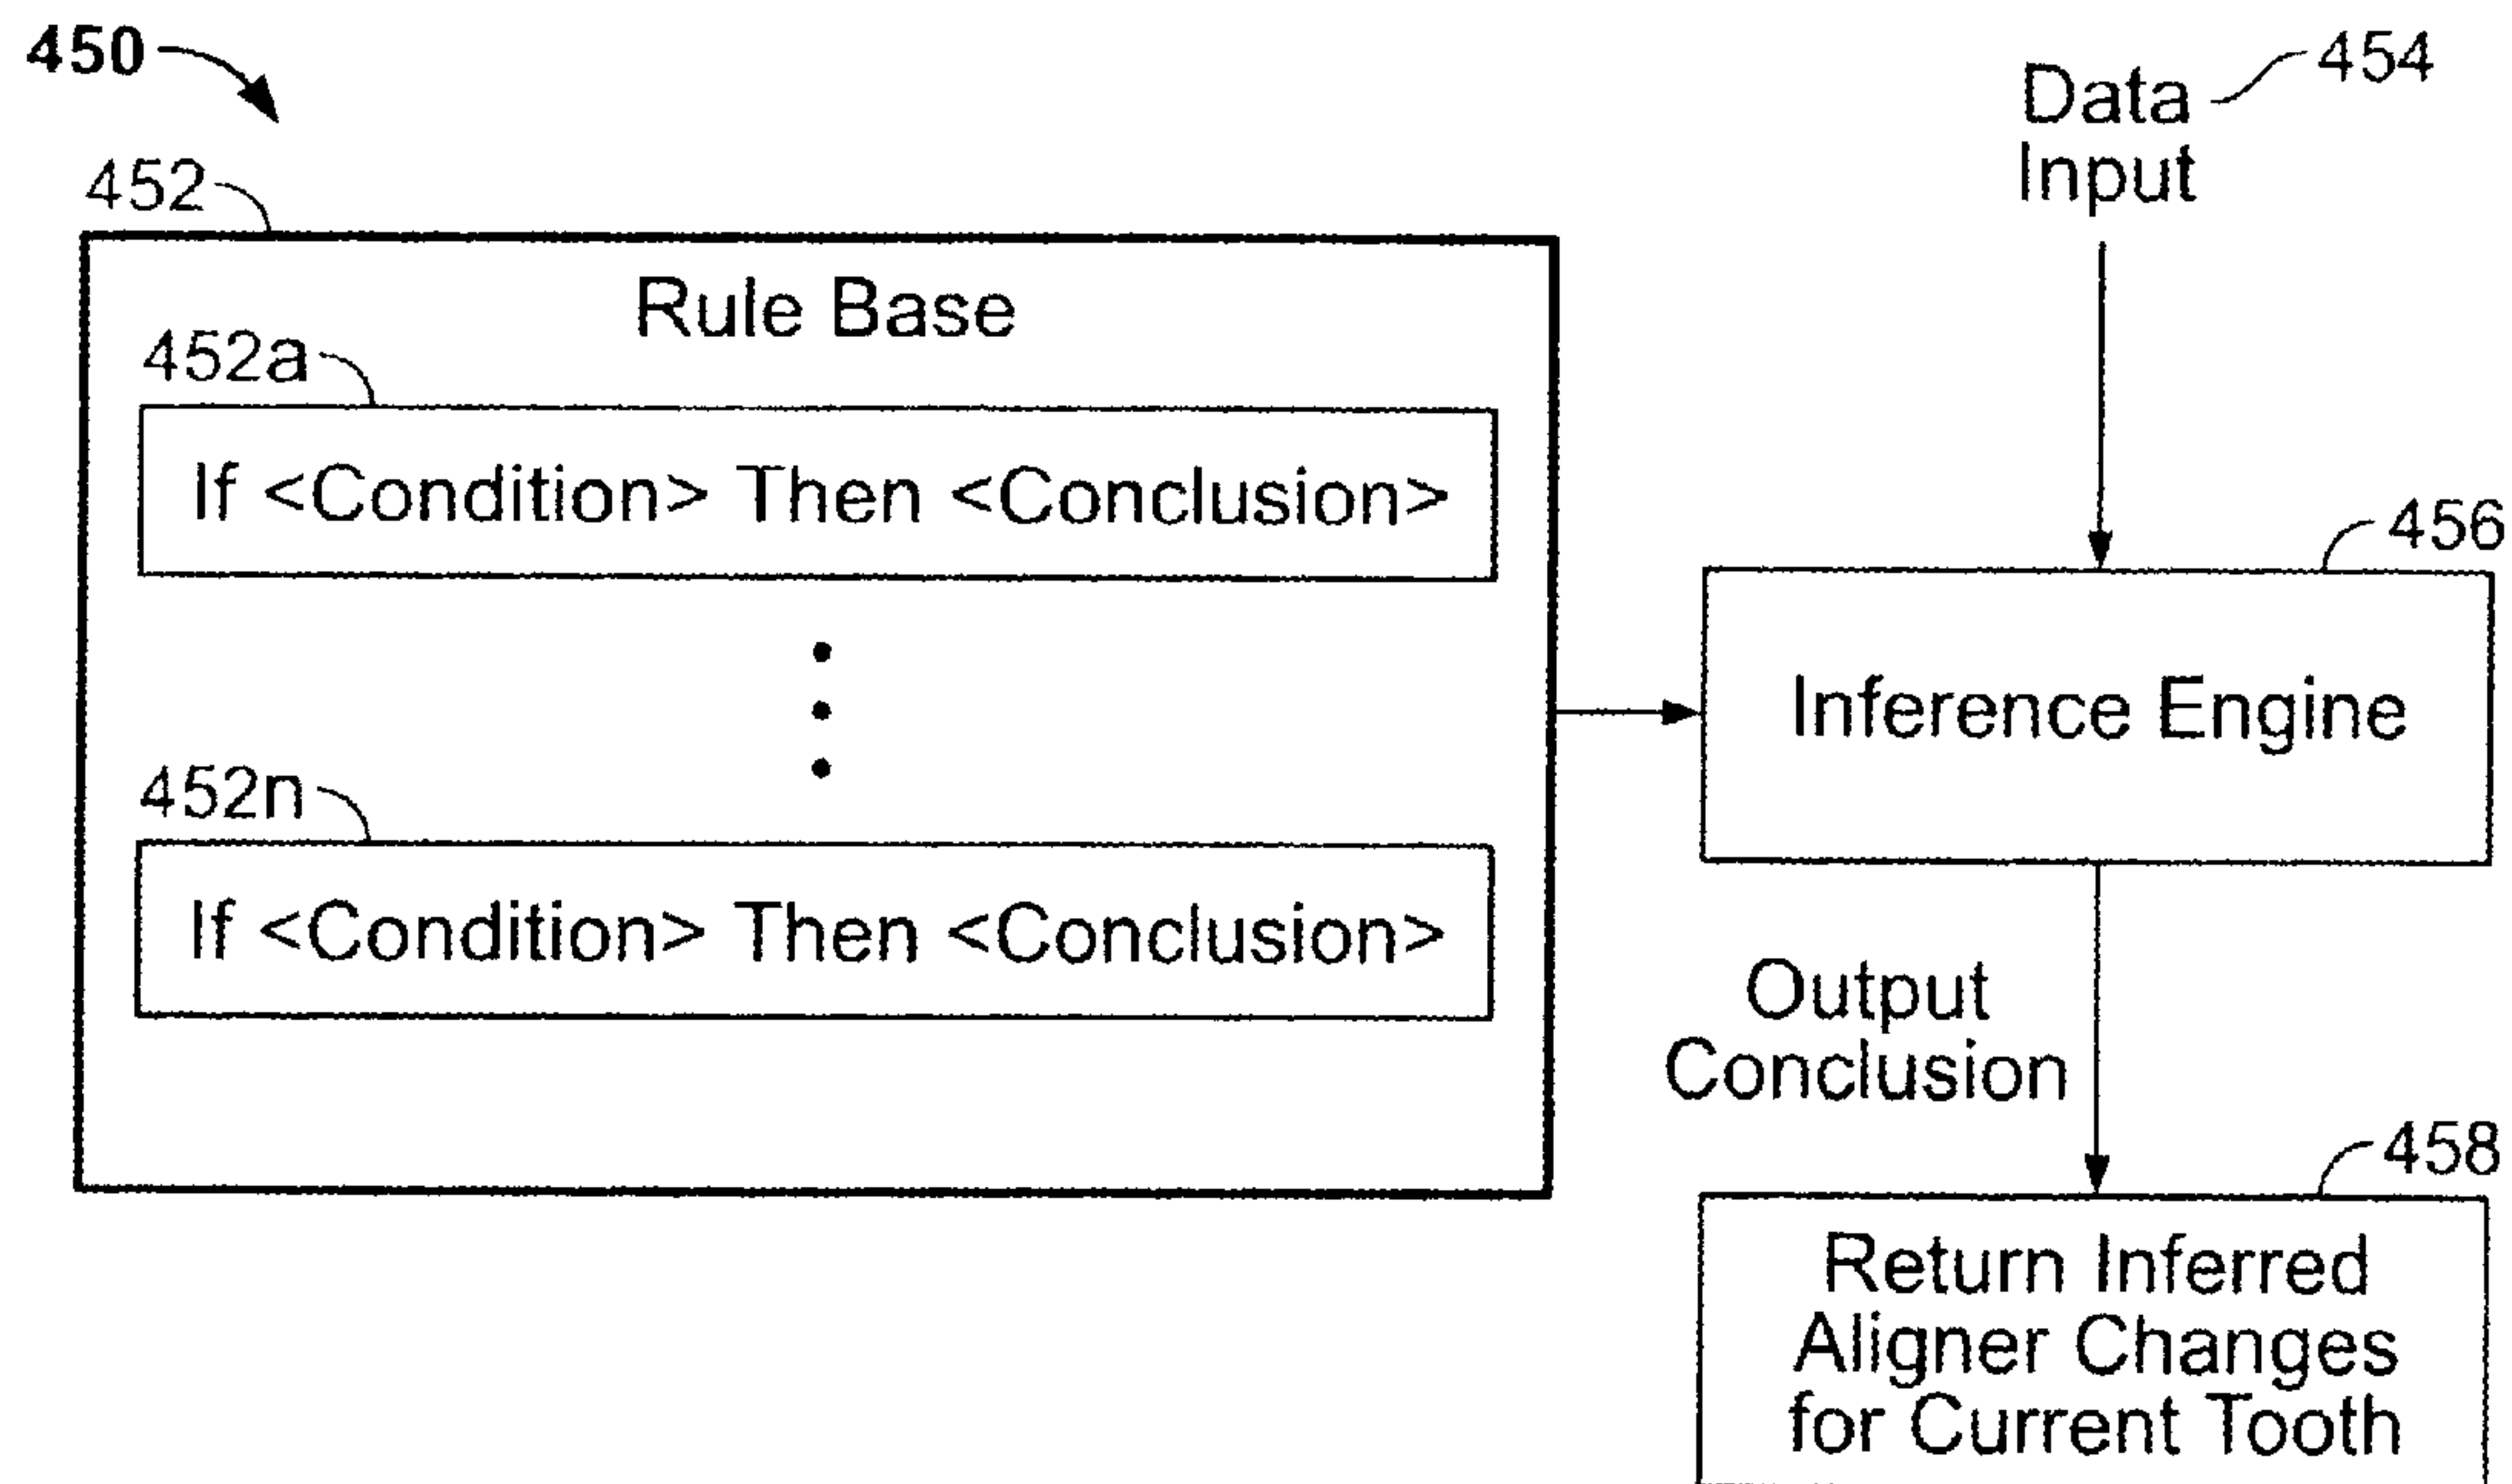 450
452
Rule Base
452a
If <Condition> Then <Conclusion>
452n
If <Condition> Then <Conclusion>
Data
Input
454
456
Inference Engine
Output
Conclusion
458
Return Inferred
Aligner Changes
for Current Tooth